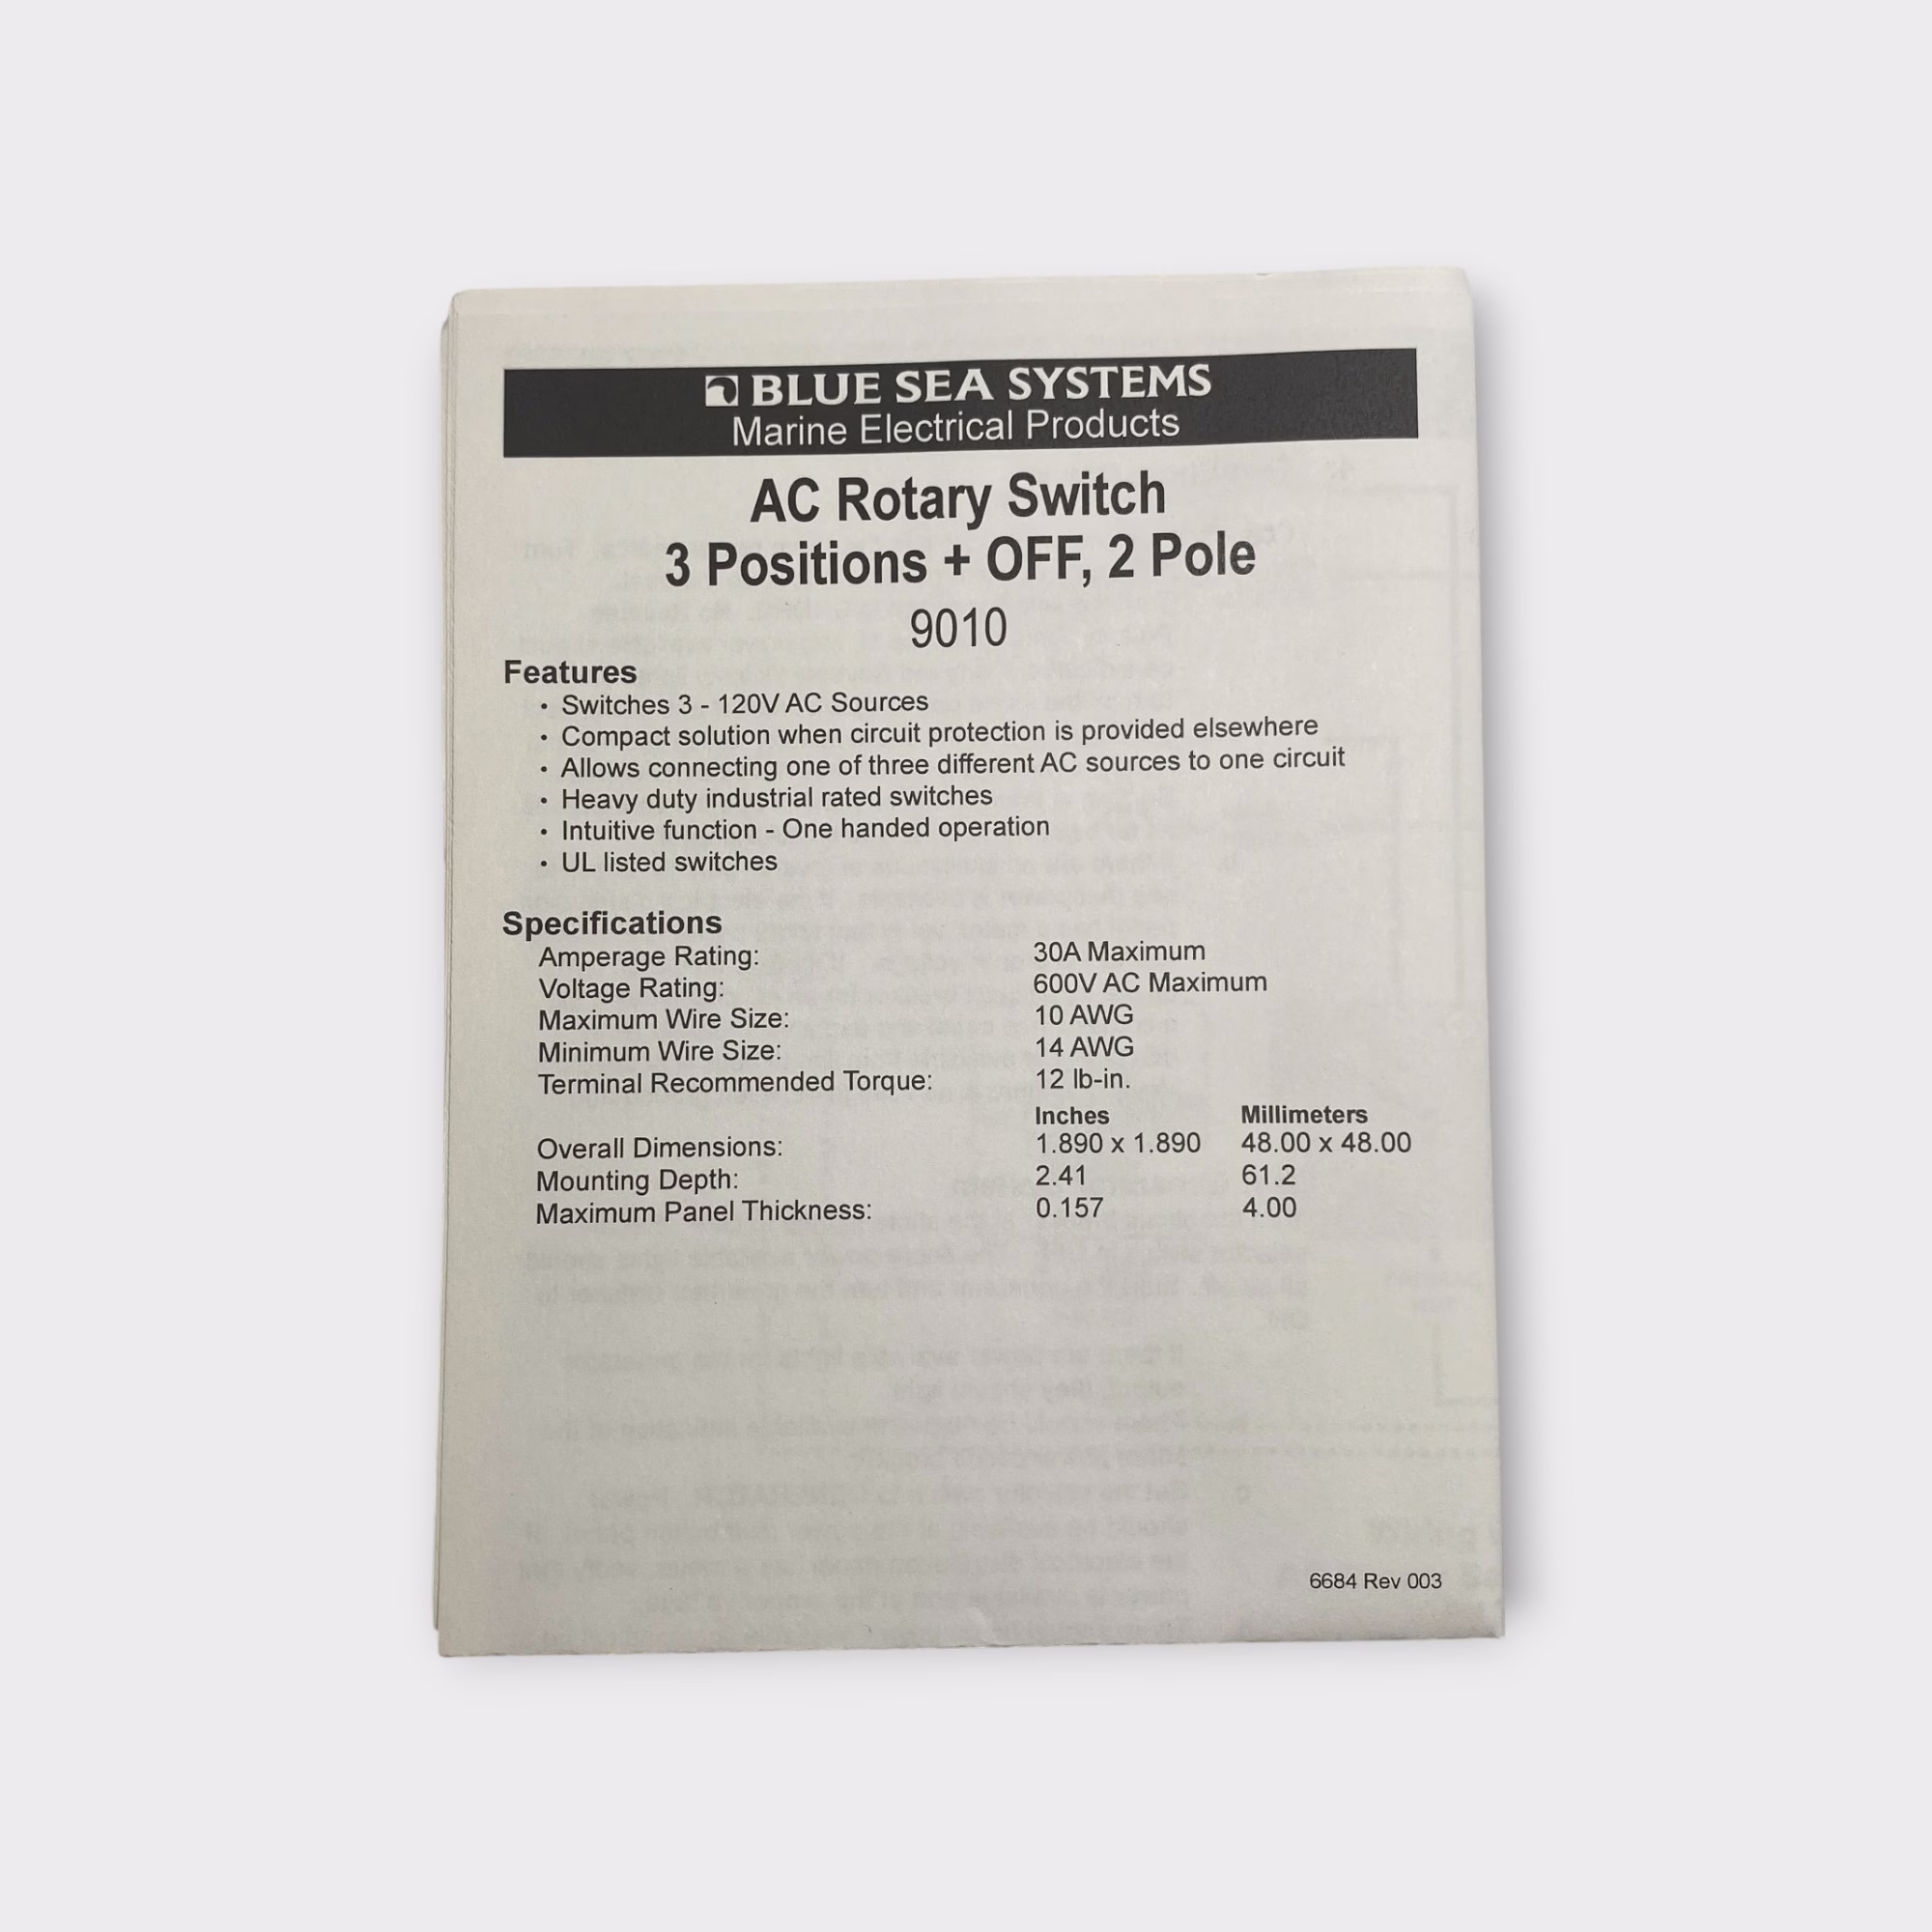 BLUE SEA SYSTEMS
Marine Electrical Products
AC Rotary Switch
3 Positions + OFF, 2 Pole
9010
Features
• Switches 3 - 120V AC Sources
• Compact solution when circuit protection is provided elsewhere
• Allows connecting one of three different AC sources to one circuit
• Heavy duty industrial rated switches
• Intuitive function - One handed operation
• UL listed switches
Specifications
Amperage Rating: 30A Maximum
Voltage Rating: 600V AC Maximum
Maximum Wire Size: 10 AWG
Minimum Wire Size: 14 AWG
Terminal Recommended Torque: 12 lb-in.
Inches Millimeters
Overall Dimensions: 1.890 x 1.890 48.00 x 48.00
Mounting Depth: 2.41 61.2
Maximum Panel Thickness: 0.157 4.00
6684 Rev 003